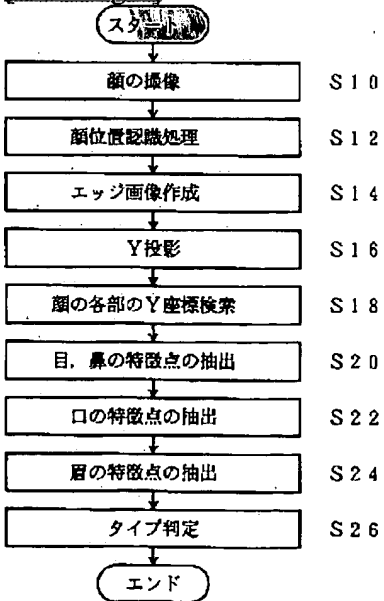 スタート
顔の撮像 S10
顔位置認識処理 S12
エッジ画像作成 S14
Y投影 S16
顔の各部のY座標検索 S18
目，鼻の特徴点の抽出 S20
口の特徴点の抽出 S22
眉の特徴点の抽出 S24
タイプ判定 S26
エンド